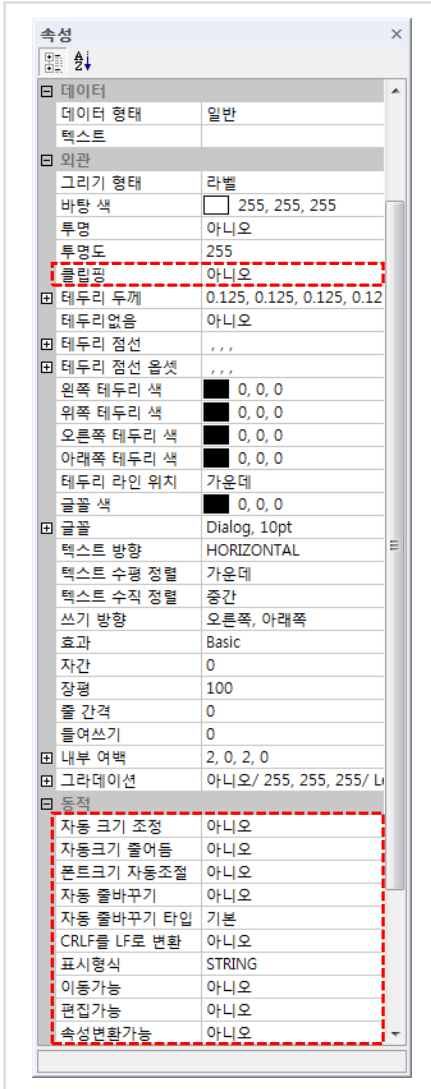 속성
데이터
데이터 형태 일반
텍스트
외관
그리기 형태 라벨
바탕 색 255, 255, 255
투명 아니오
투명도 255
클립핑 아니오
테두리 두께 0.125, 0.125, 0.125, 0.12
테두리없음 아니오
테두리 점선 , , ,
테두리 점선 옵셋 , , ,
왼쪽 테두리 색 0, 0, 0
위쪽 테두리 색 0, 0, 0
오른쪽 테두리 색 0, 0, 0
아래쪽 테두리 색 0, 0, 0
테두리 라인 위치 가운데
글꼴 색 0, 0, 0
글꼴 Dialog, 10pt
텍스트 방향 HORIZONTAL
텍스트 수평 정렬 가운데
텍스트 수직 정렬 중간
쓰기 방향 오른쪽, 아래쪽
효과 Basic
자간 0
장평 100
줄 간격 0
들여쓰기 0
내부 여백 2, 0, 2, 0
그라데이션 아니오/ 255, 255, 255/ Le
동적
자동 크기 조정 아니오
자동크기 줄어듬 아니오
폰트크기 자동조절 아니오
자동 줄바꾸기 아니오
자동 줄바꾸기 타입 기본
CRLF를 LF로 변환 아니오
표시형식 STRING
이동가능 아니오
편집가능 아니오
속성변환가능 아니오